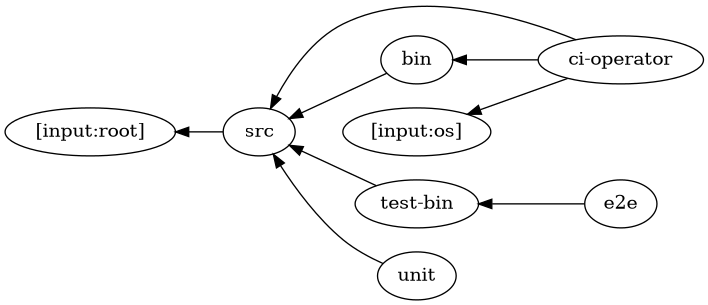 bin
ci-operator
[input:root]
src
[input:os]
test-bin
e2e
unit